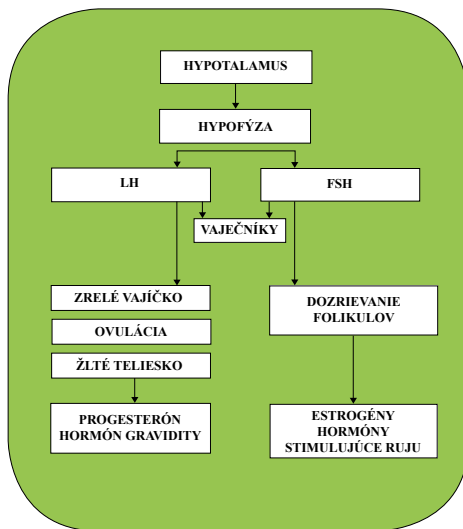 HYPOTALAMUS
HYPOFÝZA
LH
FSH
VAJEČNÍKY
ZRELÉ VAJÍČKO
OVULÁCIA
ŽLTÉ TELIESKO
PROGESTERÓN
HORMÓN GRAVIDITY
DOZRIEVANIE
FOLIKULOV
ESTROGÉNY
HORMÓNY
STIMULUJÚCE RUJU